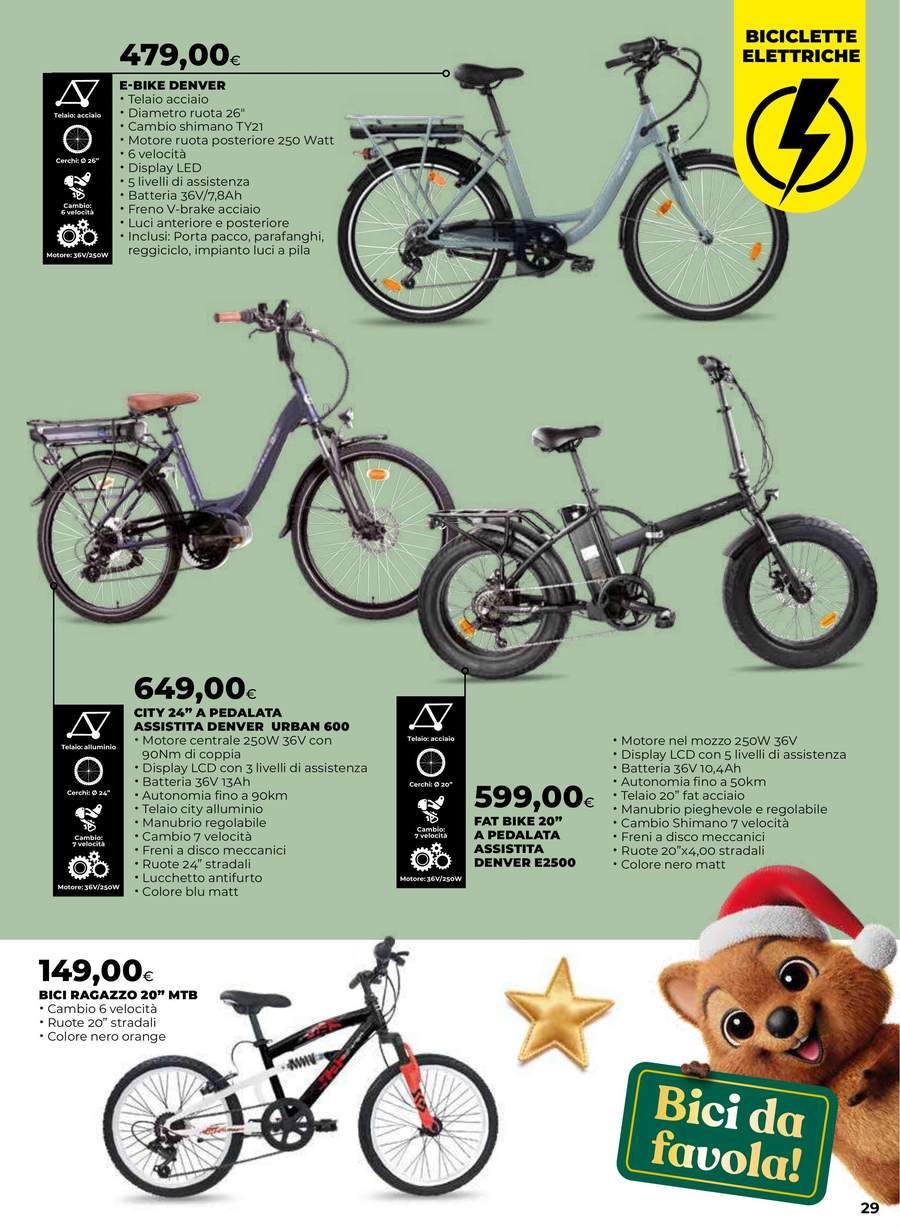 BICICLETTE
ELETTRICHE
479,00€
E-BIKE DENVER
• Telaio acciaio
• Diametro ruota 26"
• Cambio shimano TY21
• Motore ruota posteriore 250 Watt
• 6 velocità
• Display LED
• 5 livelli di assistenza
• Batteria 36V/7,8Ah
• Freno V-brake acciaio
• Luci anteriore e posteriore
• Inclusi: Porta pacco, parafanghi,
reggiciclo, impianto luci a pila
Telaio: acciaio
Cerchi: Ø 26”
Cambio:
6 velocità
Motore: 36V/250W
649,00€
CITY 24” A PEDALATA
ASSISTITA DENVER URBAN 600
• Motore centrale 250W 36V con
90Nm di coppia
• Display LCD con 3 livelli di assistenza
• Batteria 36V 13Ah
• Autonomia fino a 90km
• Telaio city alluminio
• Manubrio regolabile
• Cambio 7 velocità
• Freni a disco meccanici
• Ruote 24” stradali
• Lucchetto antifurto
• Colore blu matt
Telaio: alluminio
Cerchi: Ø 24”
Cambio:
7 velocità
Motore: 36V/250W
Telaio: acciaio
Cerchi: Ø 20”
Cambio:
7 velocità
Motore: 36V/250W
599,00€
FAT BIKE 20”
A PEDALATA
ASSISTITA
DENVER E2500
• Motore nel mozzo 250W 36V
• Display LCD con 5 livelli di assistenza
• Batteria 36V 10,4Ah
• Autonomia fino a 50km
• Telaio 20” fat acciaio
• Manubrio pieghevole e regolabile
• Cambio Shimano 7 velocità
• Freni a disco meccanici
• Ruote 20”x4,00 stradali
• Colore nero matt
149,00€
BICI RAGAZZO 20” MTB
• Cambio 6 velocità
• Ruote 20” stradali
• Colore nero orange
Bici da
favola!
29